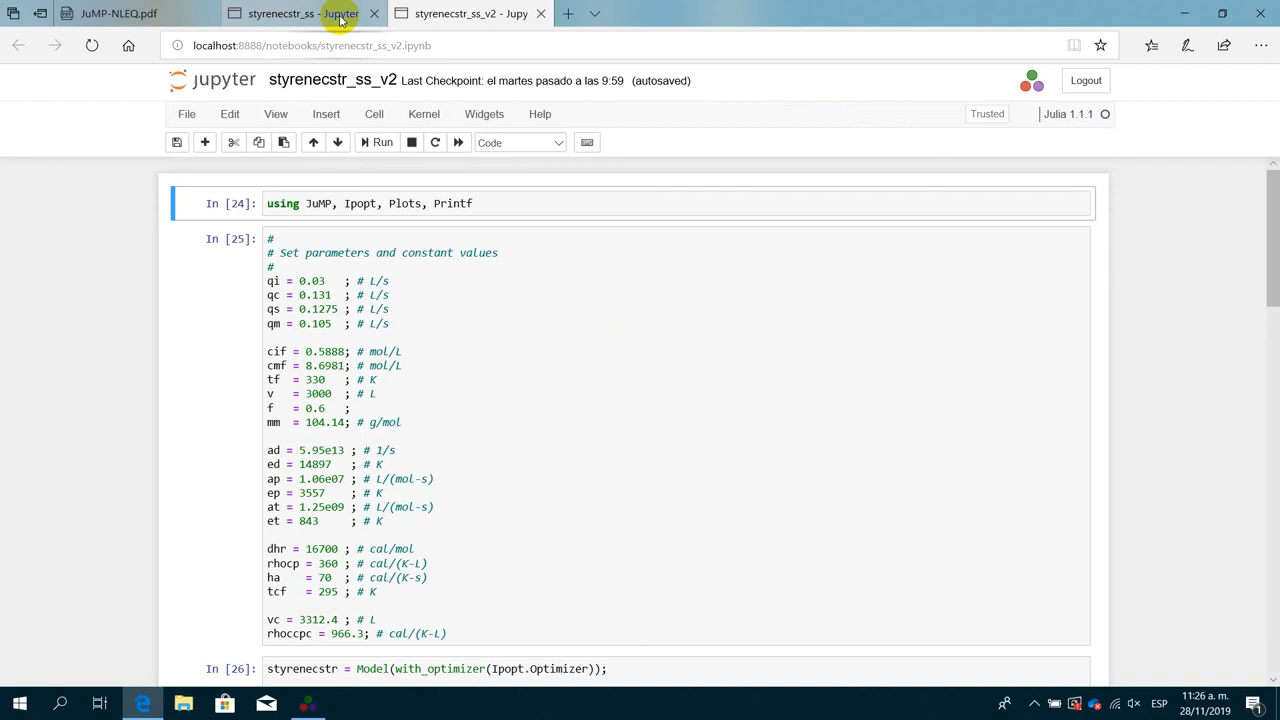 JuMP-NLEQ.pdf
styrenecstr_ss - Jupyter
styrenecstr_ss_v2 - Jupy
localhost:8888/notebooks/styrenecstr_ss_v2.ipynb
jupyter styrenecstr_ss_v2 Last Checkpoint: el martes pasado a las 9:59 (autosaved)
Logout
File Edit View Insert Cell Kernel Widgets Help
Trusted
Julia 1.1.1
Run
Code
In [24]: using JuMP, Ipopt, Plots, Printf
In [25]: #
# Set parameters and constant values
#
qi = 0.03 ; # L/s
qc = 0.131 ; # L/s
qs = 0.1275 ; # L/s
qm = 0.105 ; # L/s
cif = 0.5888; # mol/L
cmf = 8.6981; # mol/L
tf = 330 ; # K
v = 3000 ; # L
f = 0.6 ;
mm = 104.14; # g/mol
ad = 5.95e13 ; # 1/s
ed = 14897 ; # K
ap = 1.06e07 ; # L/(mol-s)
ep = 3557 ; # K
at = 1.25e09 ; # L/(mol-s)
et = 843 ; # K
dhr = 16700 ; # cal/mol
rhocp = 360 ; # cal/(K-L)
ha = 70 ; # cal/(K-s)
tcf = 295 ; # K
vc = 3312.4 ; # L
rhoccpc = 966.3; # cal/(K-L)
In [26]: styrenecstr = Model(with_optimizer(Ipopt.Optimizer));
ESP
11:26 a. m.
28/11/2019
1